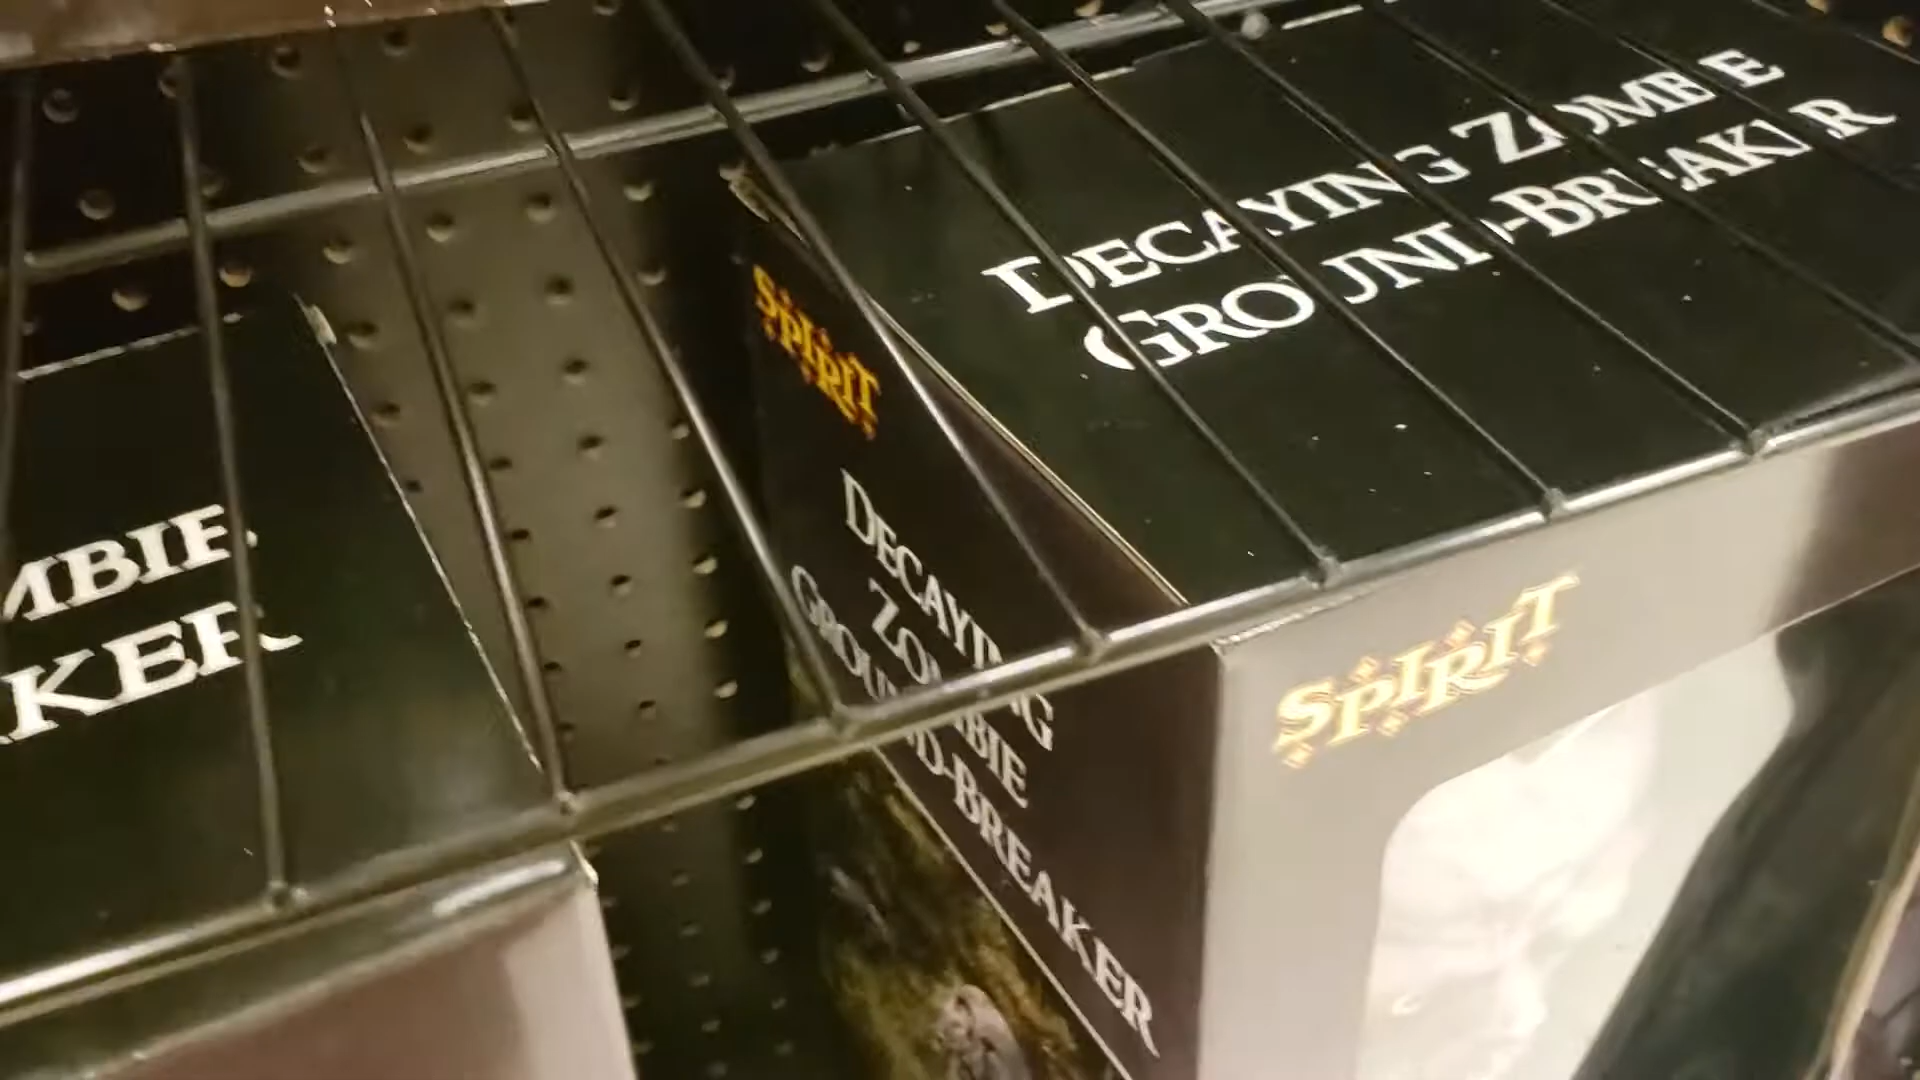 DECAYING ZOMBIE
GROUND-BREAKER
SPIRIT
DECAYING
ZOMBIE
GROUND-BREAKER
SPIRIT
MBIE
KER